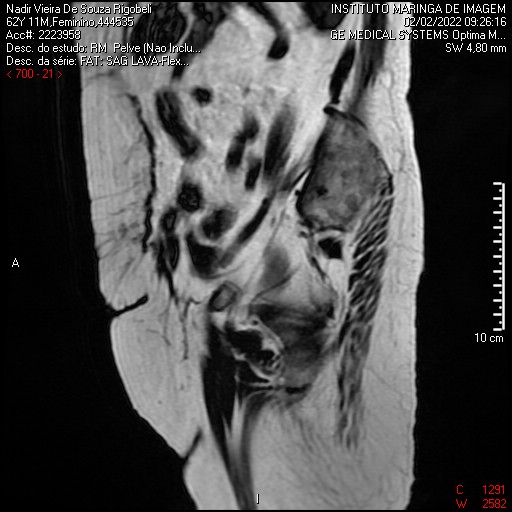 Nadir Vieira De Souza Rigobeli
62Y 11M,Feminino,444535
Acc#: 2223953
Desc. do estudo: RM Pelve (Nao Inclu...
Desc. da série: FAT: SAG LAVA-Flex...
< 700 - 21 >
INSTITUTO MARINGA DE IMAGEM
02/02/2022 09:26:16
GE MEDICAL SYSTEMS Optima M...
SW 4,80 mm
A
10 cm
I
C 1291
W 2582